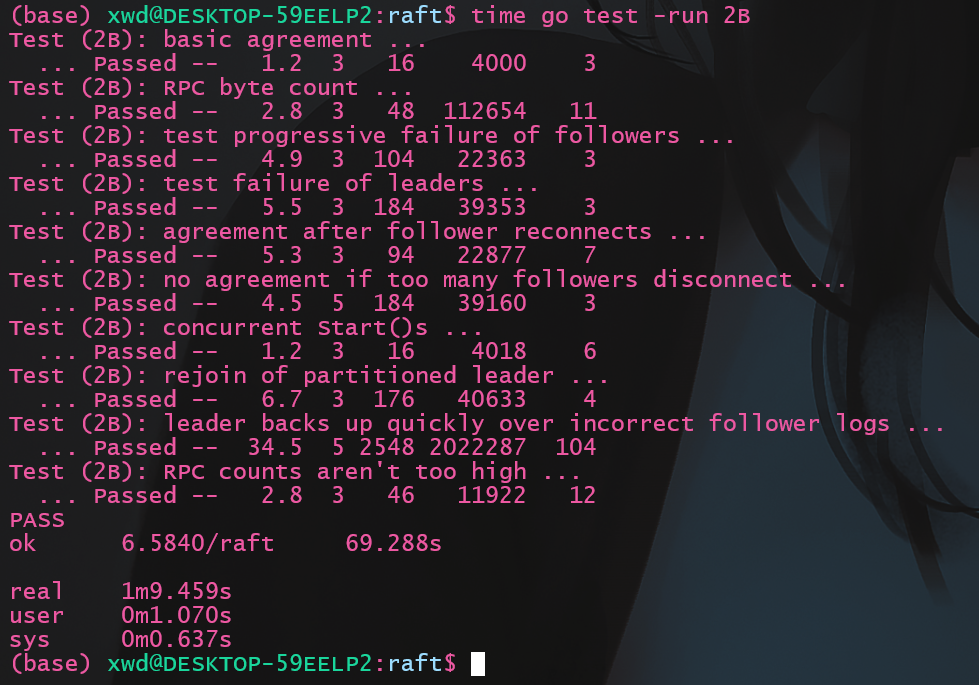 (base) xwd@DESKTOP-59EELP2:raft$ time go test -run 2B
Test (2B): basic agreement ...
  ... Passed --   1.2  3   16    4000    3
Test (2B): RPC byte count ...
  ... Passed --   2.8  3   48  112654   11
Test (2B): test progressive failure of followers ...
  ... Passed --   4.9  3  104   22363    3
Test (2B): test failure of leaders ...
  ... Passed --   5.5  3  184   39353    3
Test (2B): agreement after follower reconnects ...
  ... Passed --   5.3  3   94   22877    7
Test (2B): no agreement if too many followers disconnect ...
  ... Passed --   4.5  5  184   39160    3
Test (2B): concurrent Start()s ...
  ... Passed --   1.2  3   16    4018    6
Test (2B): rejoin of partitioned leader ...
  ... Passed --   6.7  3  176   40633    4
Test (2B): leader backs up quickly over incorrect follower logs ...
  ... Passed --  34.5  5 2548 2022287  104
Test (2B): RPC counts aren't too high ...
  ... Passed --   2.8  3   46   11922   12
PASS
ok      6.5840/raft     69.288s
real    1m9.459s
user    0m1.070s
sys     0m0.637s
(base) xwd@DESKTOP-59EELP2:raft$